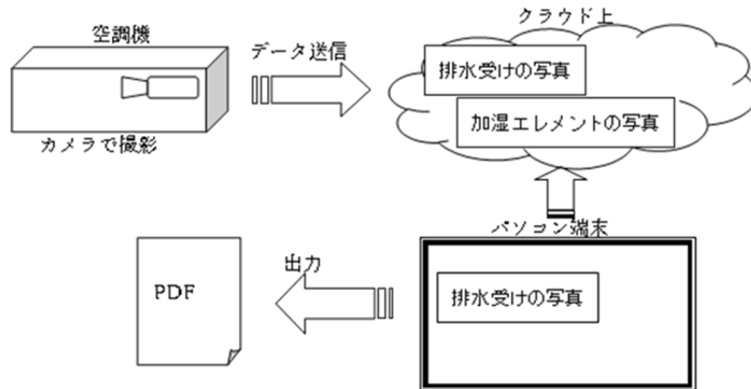 空調機
カメラで撮影
データ送信
クラウド上
排水受けの写真
加湿エレメントの写真
パソコン端末
排水受けの写真
出力
PDF